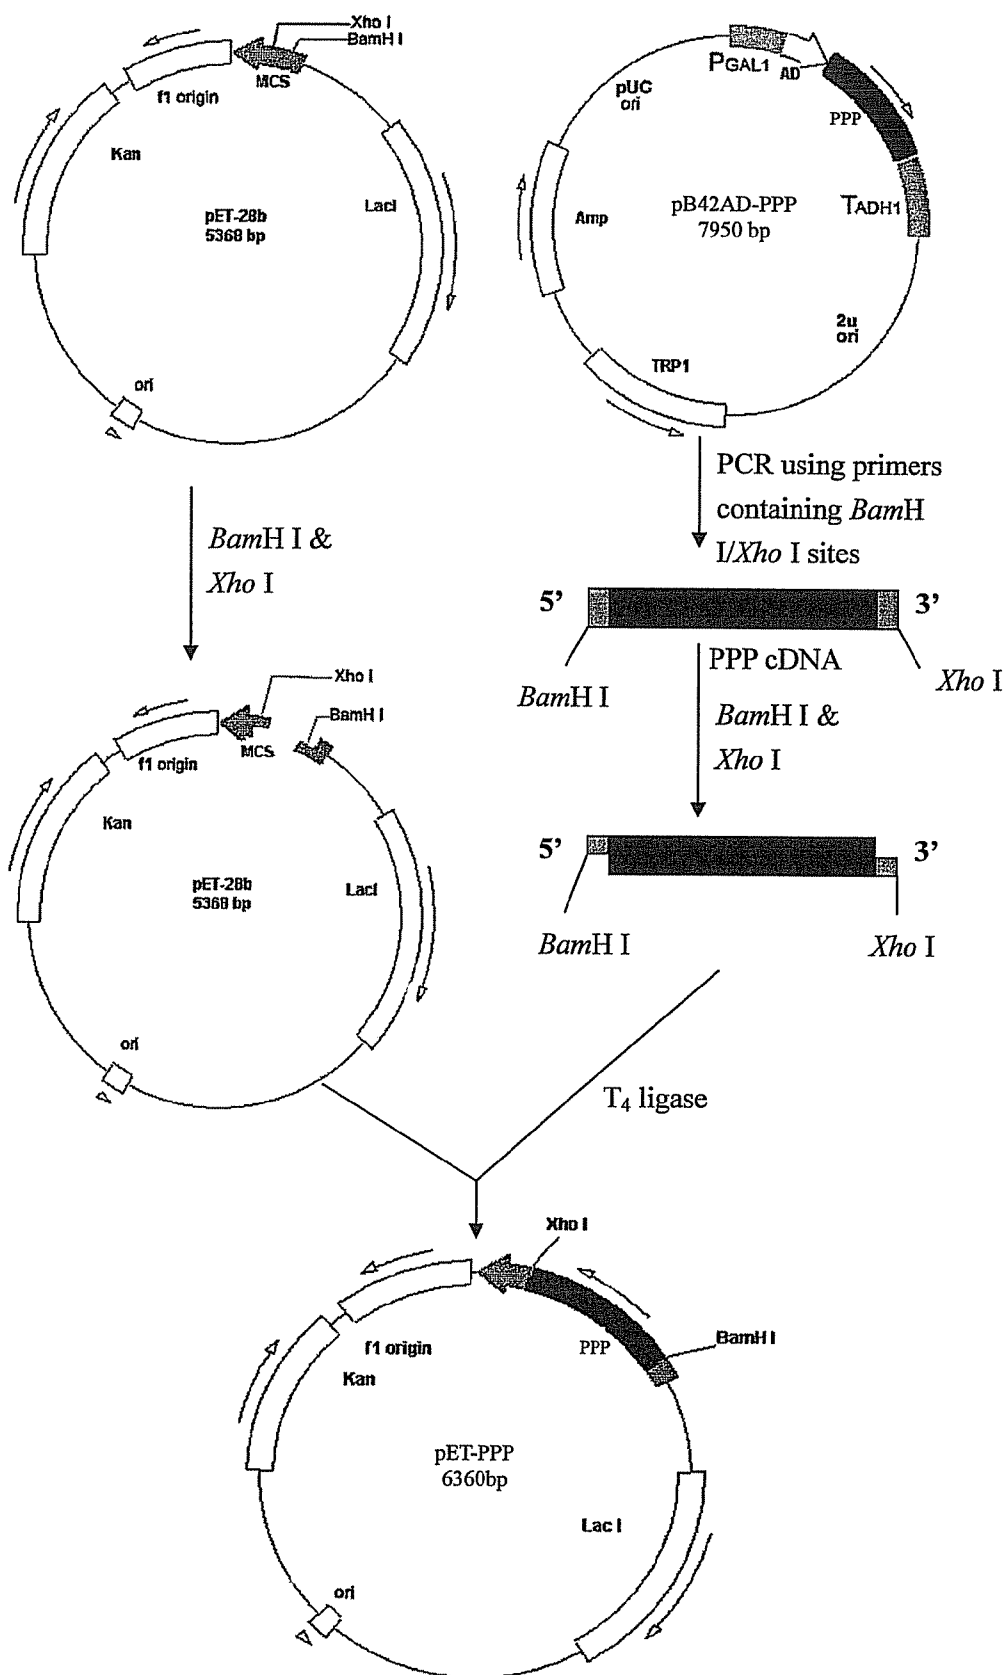 Xho I
BamH I
MCS
f1 origin
Kan
LacI
pET-28b
5368 bp
ori
PGAL1
AD
pUC
ori
PPP
Amp
pB42AD-PPP
7950 bp
TADH1
2u
ori
TRP1
BamH I &
Xho I
PCR using primers
containing BamH
I/Xho I sites
5’
3’
BamH I
PPP cDNA
Xho I
BamH I &
Xho I
Xho I
BamH I
MCS
f1 origin
Kan
LacI
pET-28b
5368 bp
ori
5’
3’
BamH I
Xho I
T4 ligase
Xho I
BamH I
PPP
f1 origin
Kan
pET-PPP
6360bp
Lac I
ori